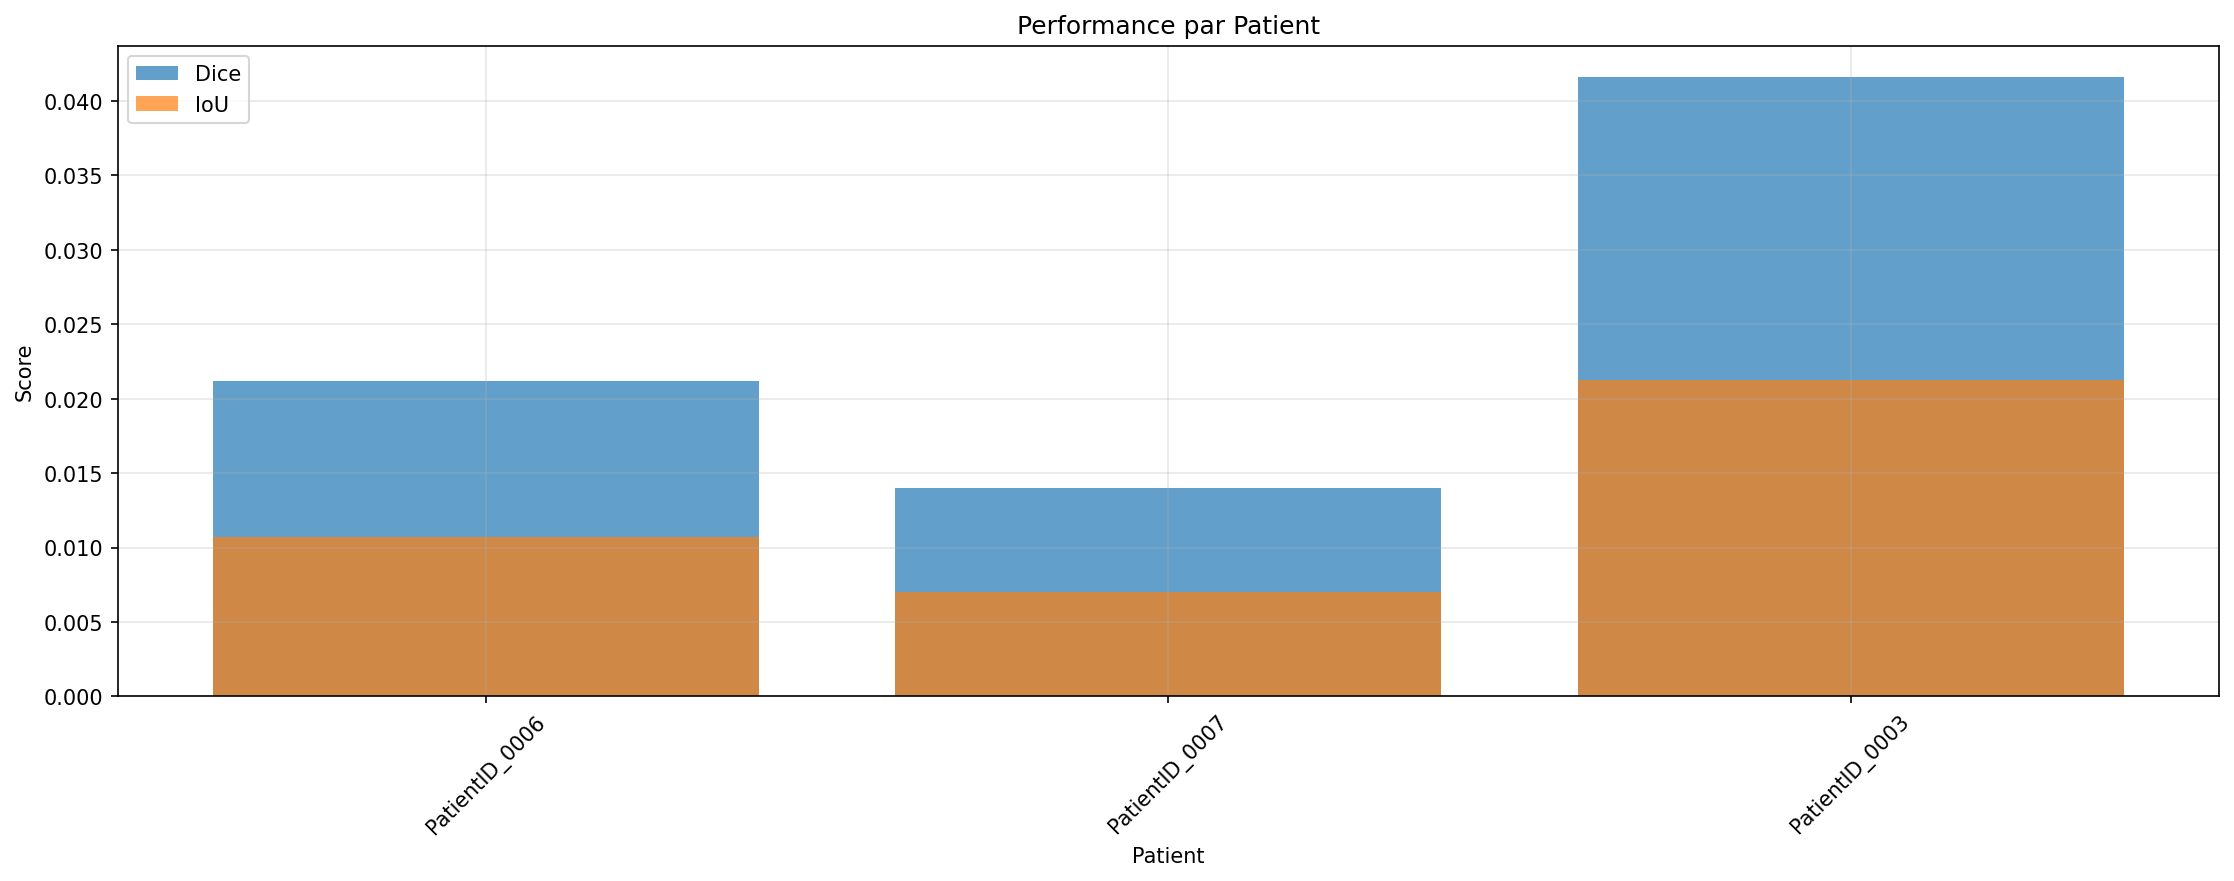 Performance par Patient
Dice
IoU
0.040
0.035
0.030
0.025
0.020
0.015
0.010
0.005
0.000
Score
PatientID_0006
PatientID_0007
PatientID_0003
Patient